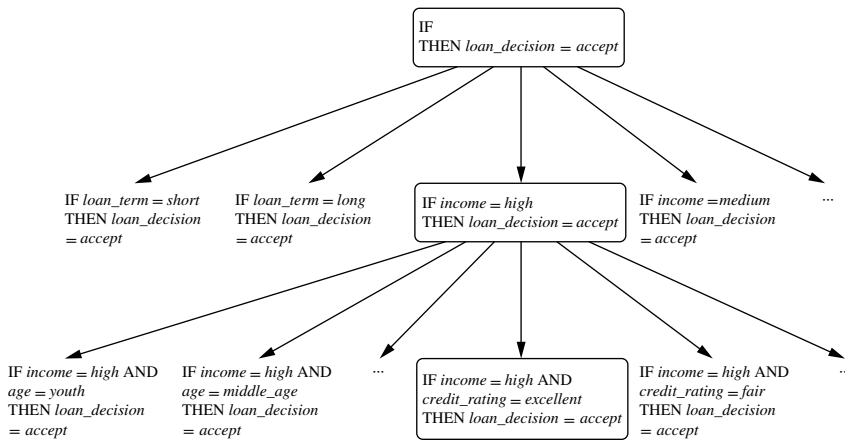 IF
THEN loan_decision = accept
IF loan_term = short
THEN loan_decision
= accept
IF loan_term = long
THEN loan_decision
= accept
IF income = high
THEN loan_decision = accept
IF income =medium
THEN loan_decision
= accept
...
IF income = high AND
age = youth
THEN loan_decision
= accept
IF income = high AND
age = middle_age
THEN loan_decision
= accept
...
IF income = high AND
credit_rating = excellent
THEN loan_decision = accept
IF income = high AND
credit_rating = fair
THEN loan_decision
= accept
...